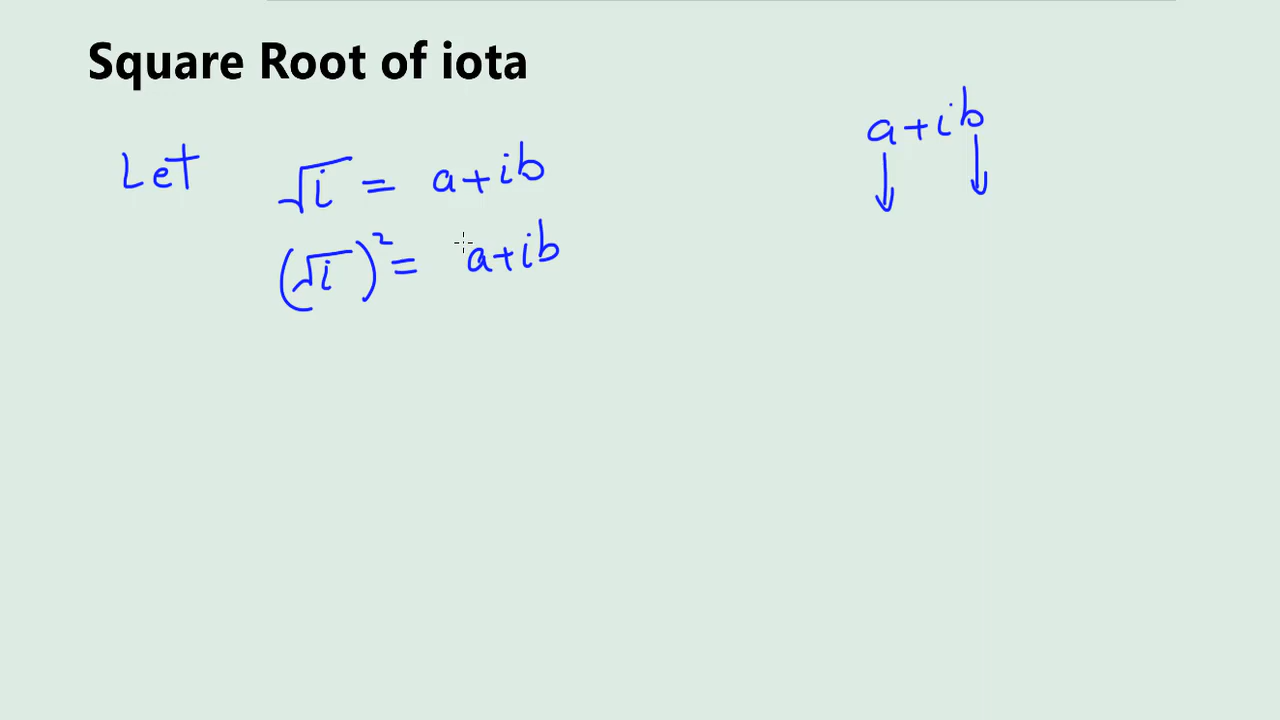 Square Root of iota
a+ib
Let √i = a+ib
(√i)² = a+ib